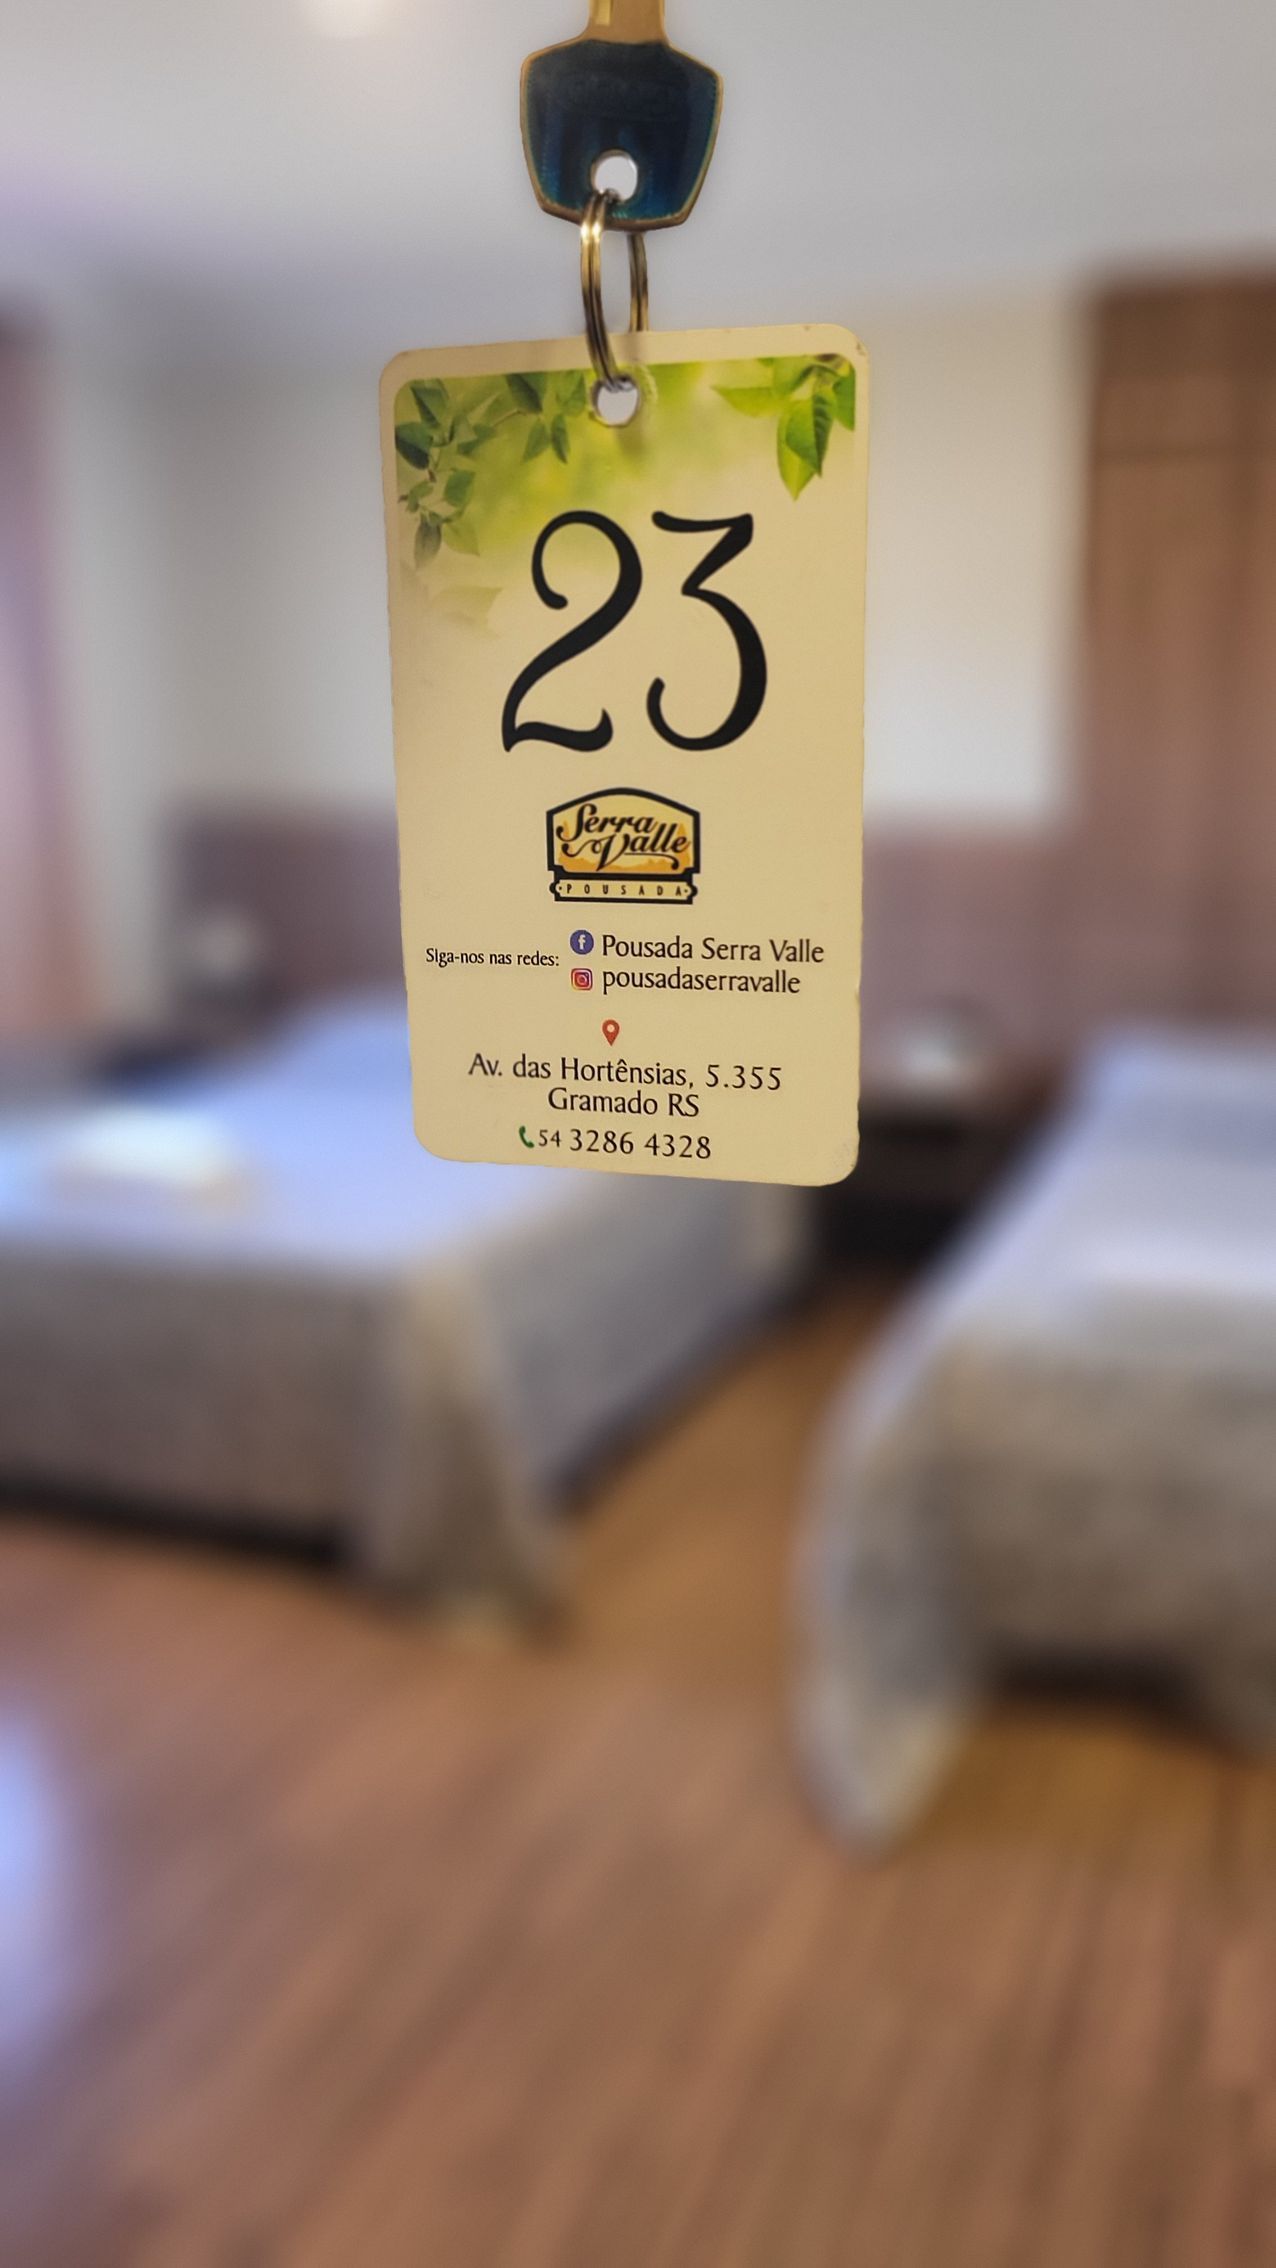 23
Serra
Valle
POUSADA
Siga-nos nas redes:
Pousada Serra Valle
pousadaserravalle
Av. das Hortênsias, 5.355
Gramado RS
54 3286 4328